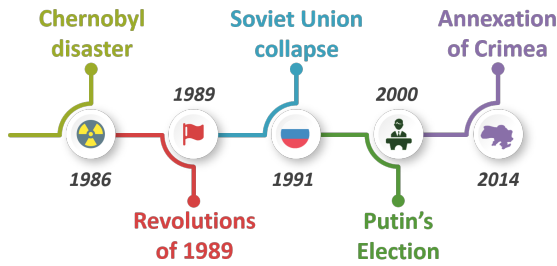 Chernobyl
disaster
1986
1989
Revolutions
of 1989
Soviet Union
collapse
1991
2000
Putin's
Election
Annexation
of Crimea
2014